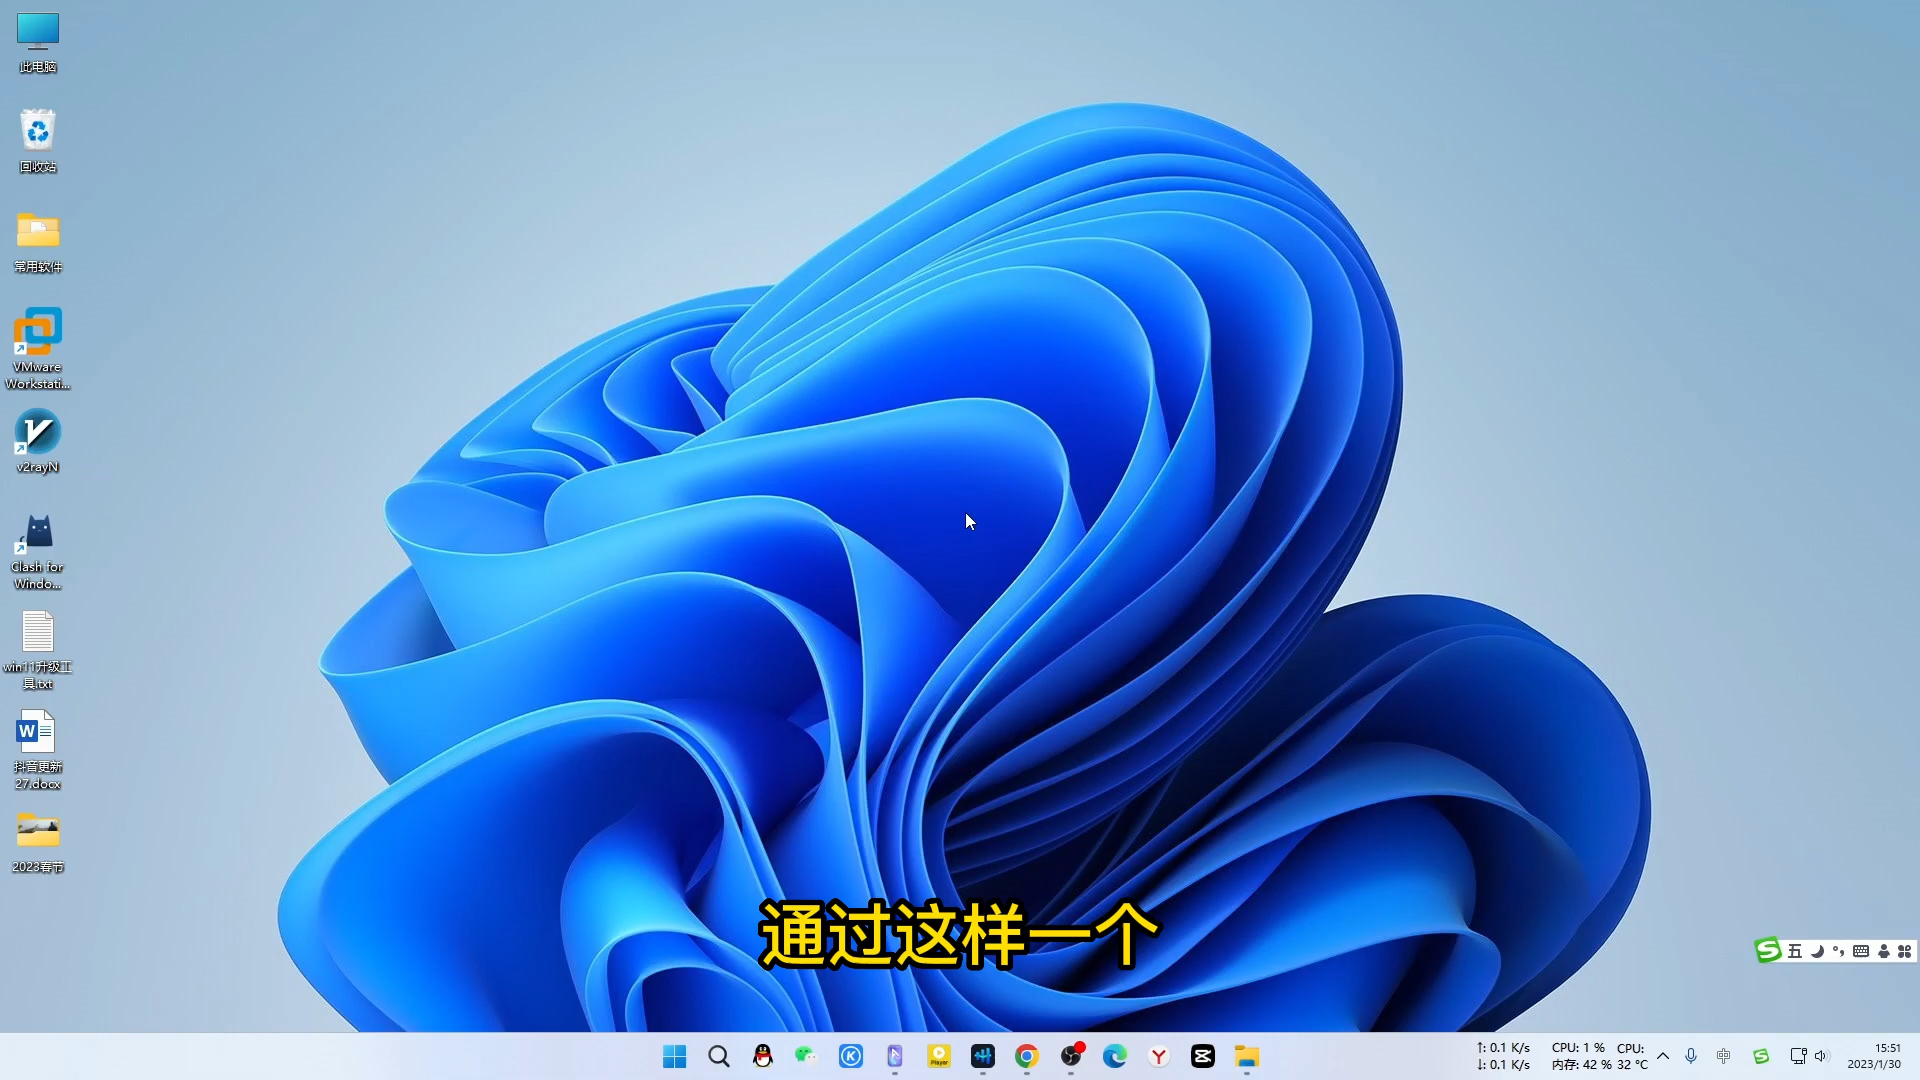 此电脑
回收站
常用软件
VMware
Workstati...
v2rayN
Clash for
Windo...
win11升级工
具.txt
抖音更新
27.docx
2023春节
通过这样一个
五
↑: 0.1 K/s
↓: 0.1 K/s
CPU: 1 %
内存: 42 %
CPU:
32 °C
中
15:51
2023/1/30